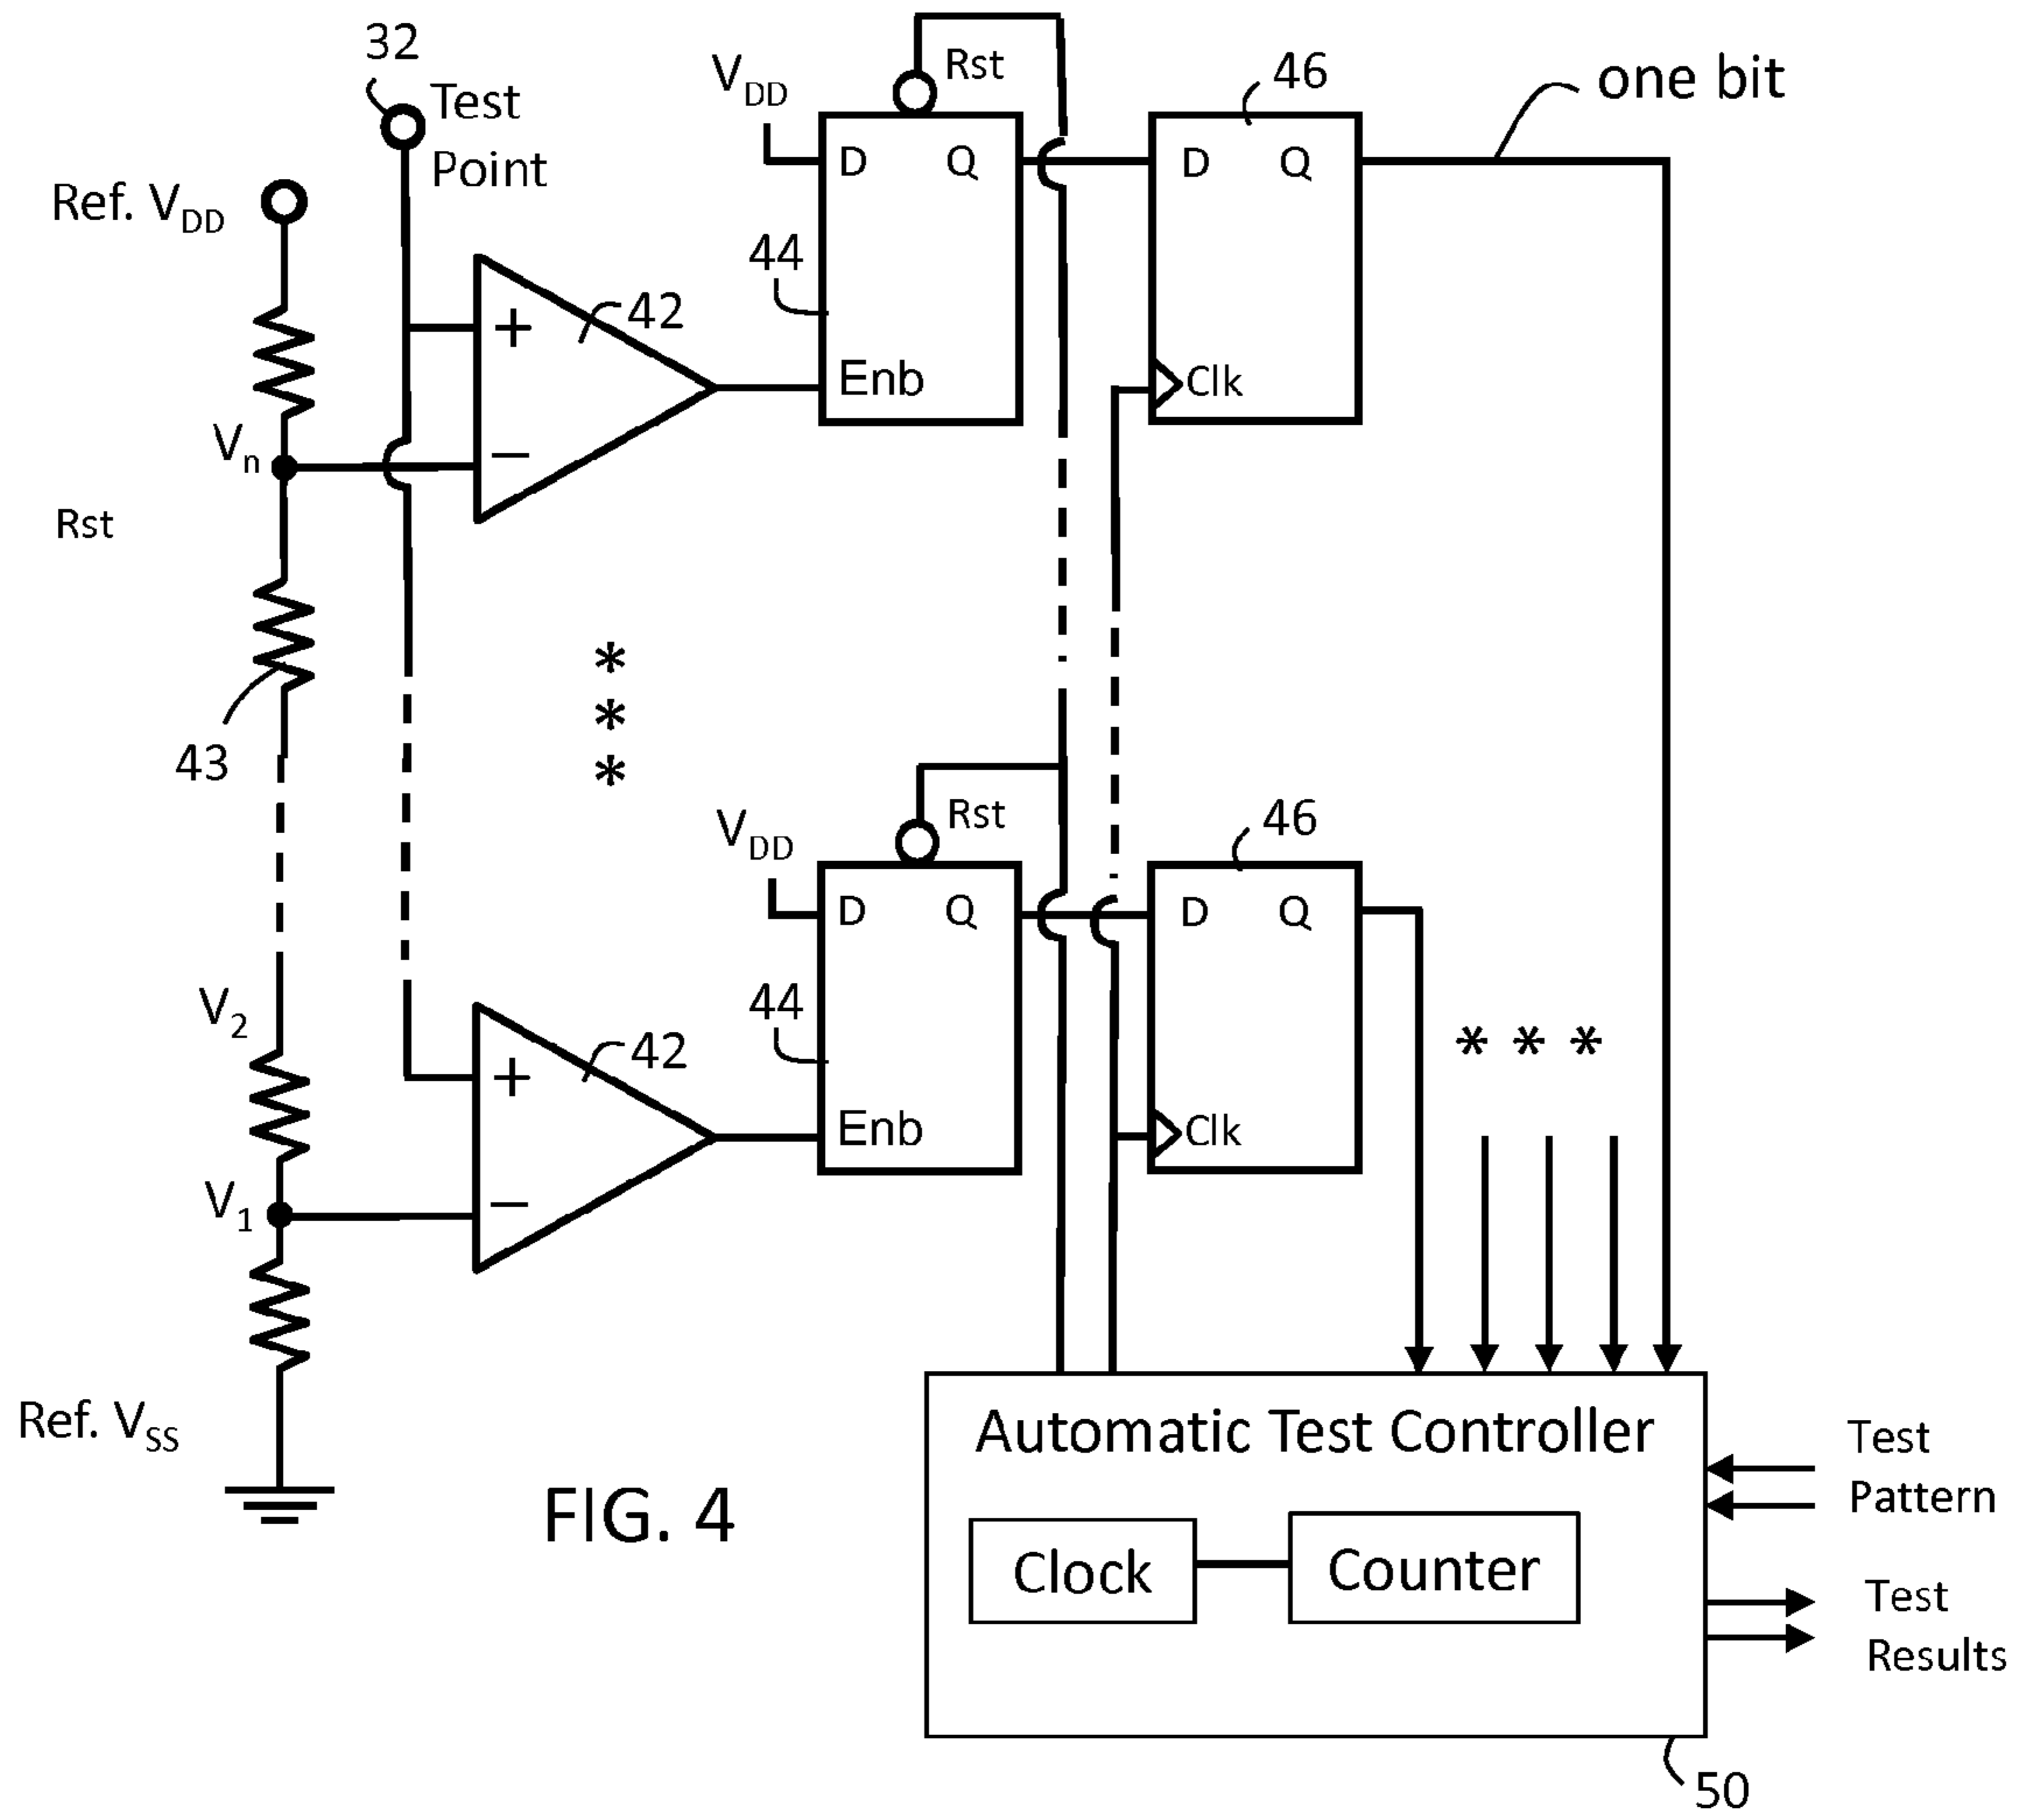 32
Test
Point
Ref. VDD
VDD
Rst
D
Q
44
Enb
46
D
Q
Clk
one bit
42
+
−
Vn
Rst
43
*
*
*
VDD
Rst
D
Q
44
Enb
46
D
Q
Clk
* * *
V2
42
+
−
V1
Ref. VSS
FIG. 4
Automatic Test Controller
Clock
Counter
Test
Pattern
Test
Results
50